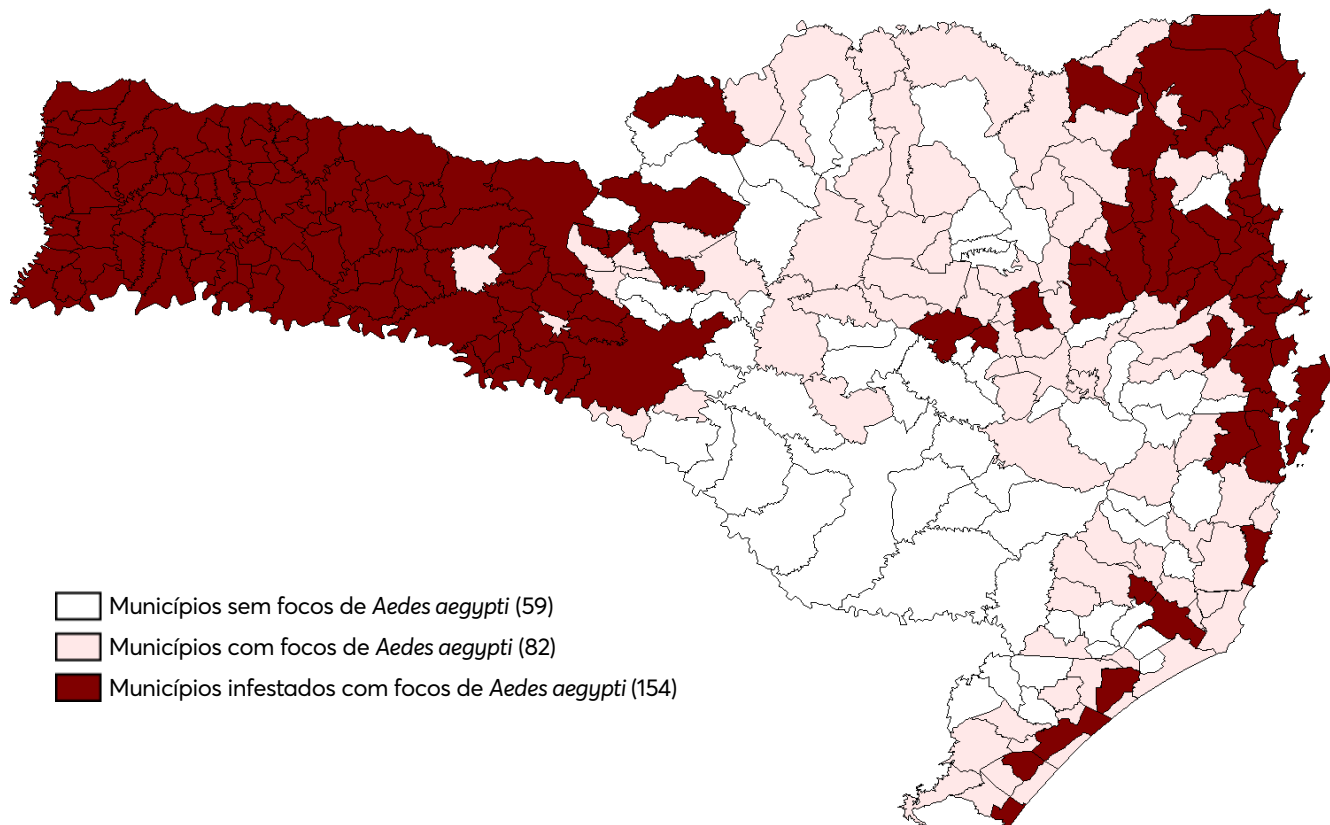 Municípios sem focos de Aedes aegypti (59)
Municípios com focos de Aedes aegypti (82)
Municípios infestados com focos de Aedes aegypti (154)